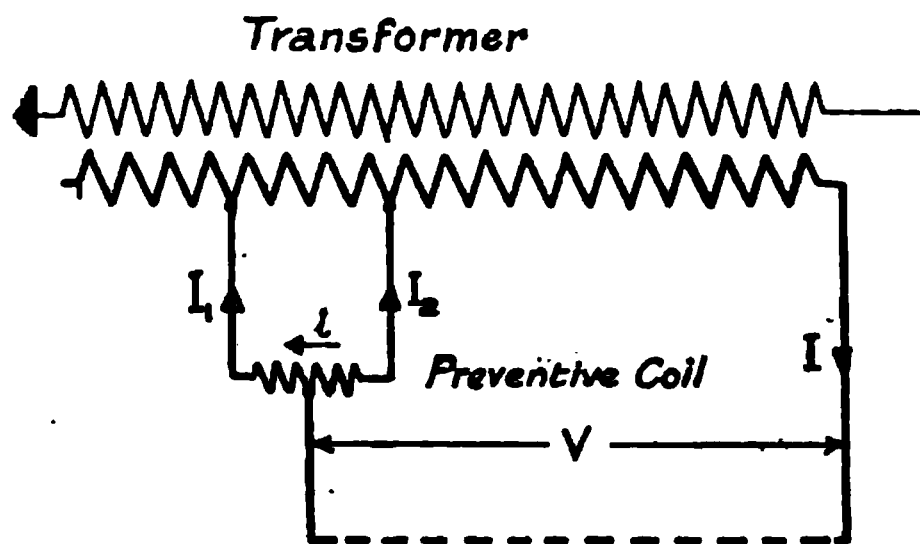 Transformer
I₁
I₂
i
I
Preventive Coil
V